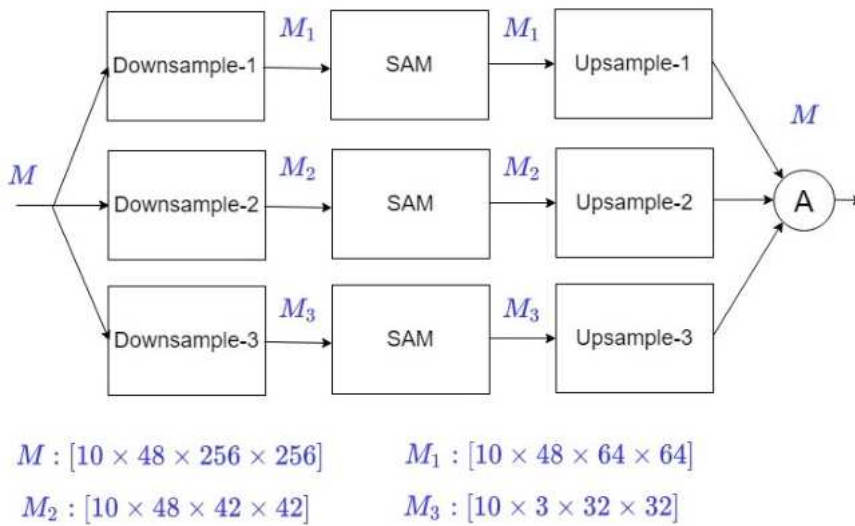 M₁ M₁
Downsample-1 SAM Upsample-1
M
M M₂ M₂
Downsample-2 SAM Upsample-2 A
M₃ M₃
Downsample-3 SAM Upsample-3
M : [10 × 48 × 256 × 256] M₁ : [10 × 48 × 64 × 64]
M₂ : [10 × 48 × 42 × 42] M₃ : [10 × 3 × 32 × 32]